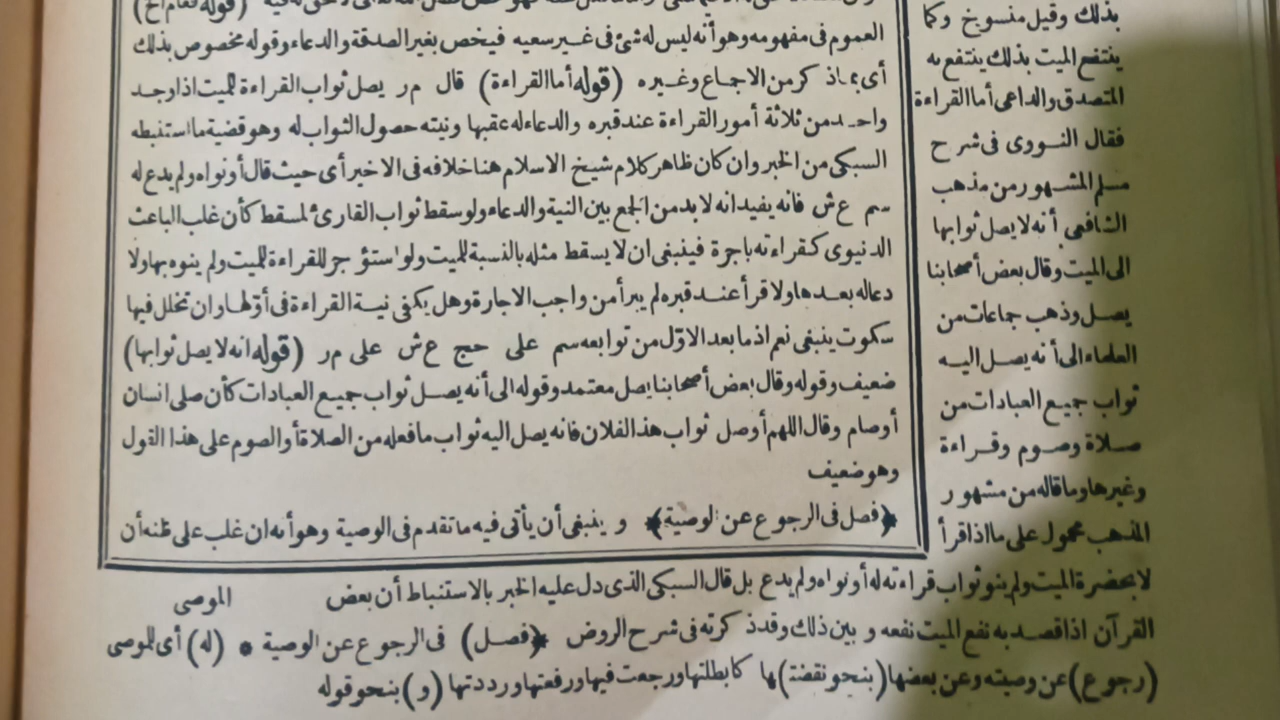 العموم فى مفهومه وهو أنه ليس له شئ فى غير سعيه فيخص بغير الصدقة والدعاء وقوله مخصوص بذلك
أى بماذ كر من الاجماع وغيره (قوله أما القراءة) قال م ر يصل ثواب القراءة للميت اذا وجد
واحد من ثلاثة أمور القراءة عند قبره والدعاء له عقبها ونيته حصول الثواب له وهو قضية ما استنبطه
السبكى من الخبر وان كان ظاهر كلام شيخ الاسلام هنا خلافه فى الاخير أى حيث قال أو نواه ولم يدع له
سم ع ش فانه يفيد انه لا بد من الجمع بين النية والدعاء ولو سقط ثواب القارئ لمسقط كأن غلب الباعث
الدنيوى كقراءته باجرة فينبغى ان لا يسقط مثله بالنسبة للميت ولو استؤجر للقراءة للميت ولم ينوه بها ولا
دعا له بعدها ولا قرأ عند قبره لم يبرأ من واجب الاجارة وهل يكفى نية القراءة فى أولها وان تخلل فيها
سكوت ينبغى نعم اذ ما بعد الاول من توابعه سم على حج ع ش على م ر (قوله انه لا يصل ثوابها)
ضعيف وقوله وقال بعض أصحابنا يصل معتمد وقوله الى أنه يصل ثواب جميع العبادات كأن صلى انسان
أو صام وقال اللهم أوصل ثواب هذا لفلان فانه يصل اليه ثواب ما فعله من الصلاة أو الصوم على هذا القول
وهو ضعيف
﴿فصل فى الرجوع عن الوصية﴾ وينبغى أن يأتى فيه ما تقدم فى الوصية وهو أنه ان غلب على ظنه أن
الموصى
بذلك وقيل منسوخ وكما
ينتفع الميت بذلك ينتفع به
المتصدق والداعى أما القراءة
فقال النووى فى شرح
مسلم المشهور من مذهب
الشافعى أنه لا يصل ثوابها
الى الميت وقال بعض أصحابنا
يصل وذهب جماعات من
العلماء الى أنه يصل اليه
ثواب جميع العبادات من
صلاة وصوم وقراءة
وغيرها وما قاله من مشهور
المذهب محمول على ما اذا قرأ
لا بحضرة الميت ولم ينو ثواب قراءته له أو نواه ولم يدع بل قال السبكى الذى دل عليه الخبر بالاستنباط أن بعض
القرآن اذا قصد به نفع الميت نفعه وبين ذلك وقد ذكرته فى شرح الروض ﴿فصل) فى الرجوع عن الوصية * (له) أى للموصى
(رجوع) عن وصيته وعن بعضها (بنحو نقضت) ها كأبطلتها ورجعت فيها ورفعتها ورددتها (و) بنحو قوله